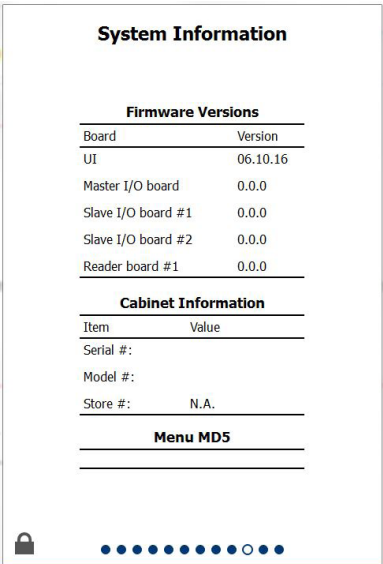 System Information
Firmware Versions
Board Version
UI 06.10.16
Master I/O board 0.0.0
Slave I/O board #1 0.0.0
Slave I/O board #2 0.0.0
Reader board #1 0.0.0
Cabinet Information
Item Value
Serial #:
Model #:
Store #: N.A.
Menu MD5